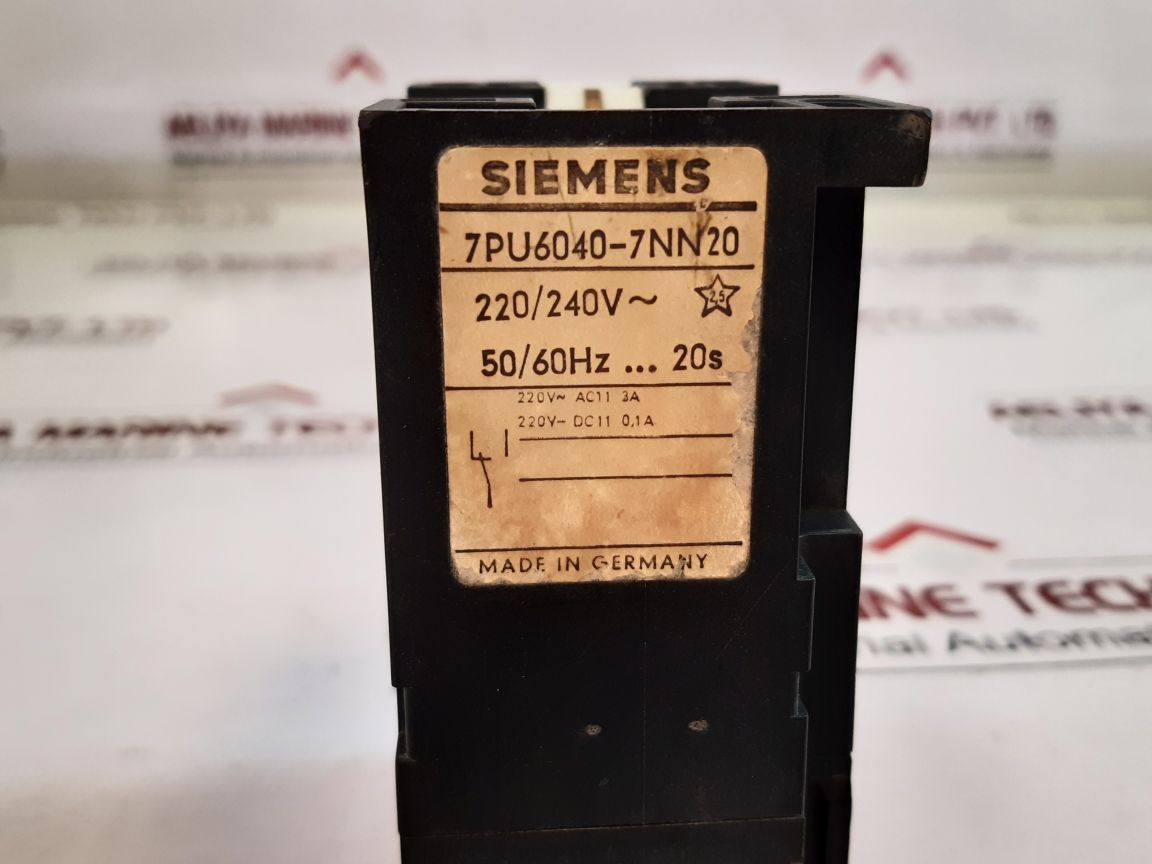 SIEMENS
7PU6040-7NN20
220/240V~ 2,5
50/60Hz ... 20s
220V~ AC11 3A
220V- DC11 0,1A
MADE IN GERMANY